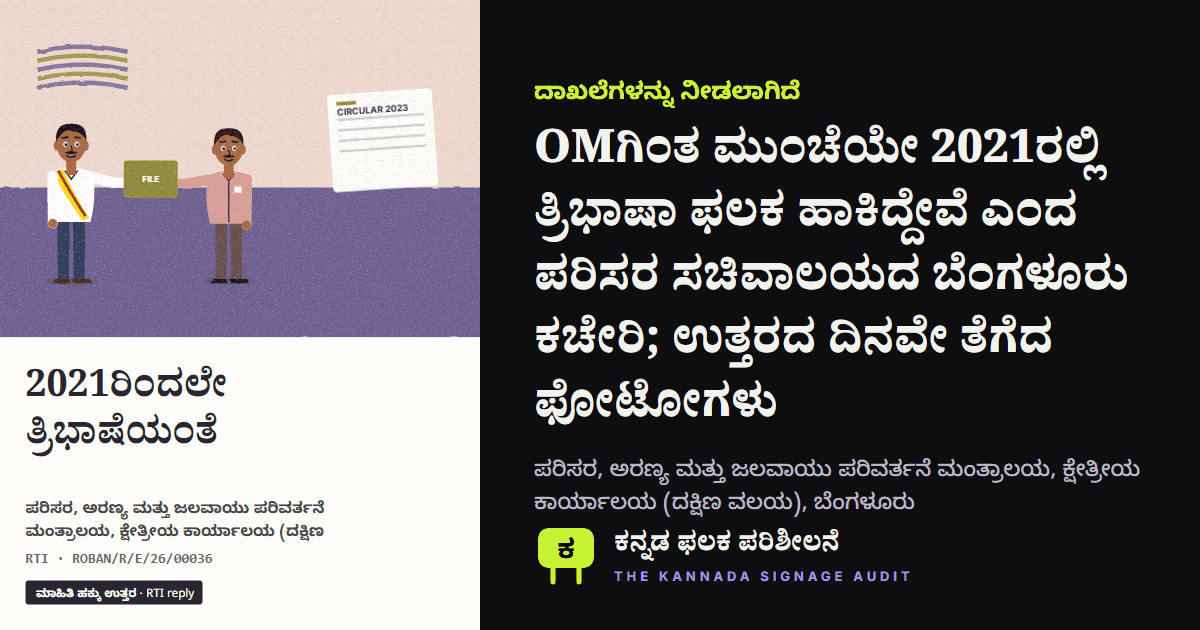 FILE
CIRCULAR 2023
2021ರಿಂದಲೇ
ತ್ರಿಭಾಷೆಯಂತೆ
ಪರಿಸರ, ಅರಣ್ಯ ಮತ್ತು ಜಲವಾಯು ಪರಿವರ್ತನೆ
ಮಂತ್ರಾಲಯ, ಕ್ಷೇತ್ರೀಯ ಕಾರ್ಯಾಲಯ (ದಕ್ಷಿಣ
RTI · ROBAN/R/E/26/00036
ಮಾಹಿತಿ ಹಕ್ಕು ಉತ್ತರ · RTI reply
ದಾಖಲೆಗಳನ್ನು ನೀಡಲಾಗಿದೆ
OMಗಿಂತ ಮುಂಚೆಯೇ 2021ರಲ್ಲಿ
ತ್ರಿಭಾಷಾ ಫಲಕ ಹಾಕಿದ್ದೇವೆ ಎಂದ
ಪರಿಸರ ಸಚಿವಾಲಯದ ಬೆಂಗಳೂರು
ಕಚೇರಿ; ಉತ್ತರದ ದಿನವೇ ತೆಗೆದ
ಫೋಟೋಗಳು
ಪರಿಸರ, ಅರಣ್ಯ ಮತ್ತು ಜಲವಾಯು ಪರಿವರ್ತನೆ ಮಂತ್ರಾಲಯ, ಕ್ಷೇತ್ರೀಯ
ಕಾರ್ಯಾಲಯ (ದಕ್ಷಿಣ ವಲಯ), ಬೆಂಗಳೂರು
ಕ
ಕನ್ನಡ ಫಲಕ ಪರಿಶೀಲನೆ
THE KANNADA SIGNAGE AUDIT